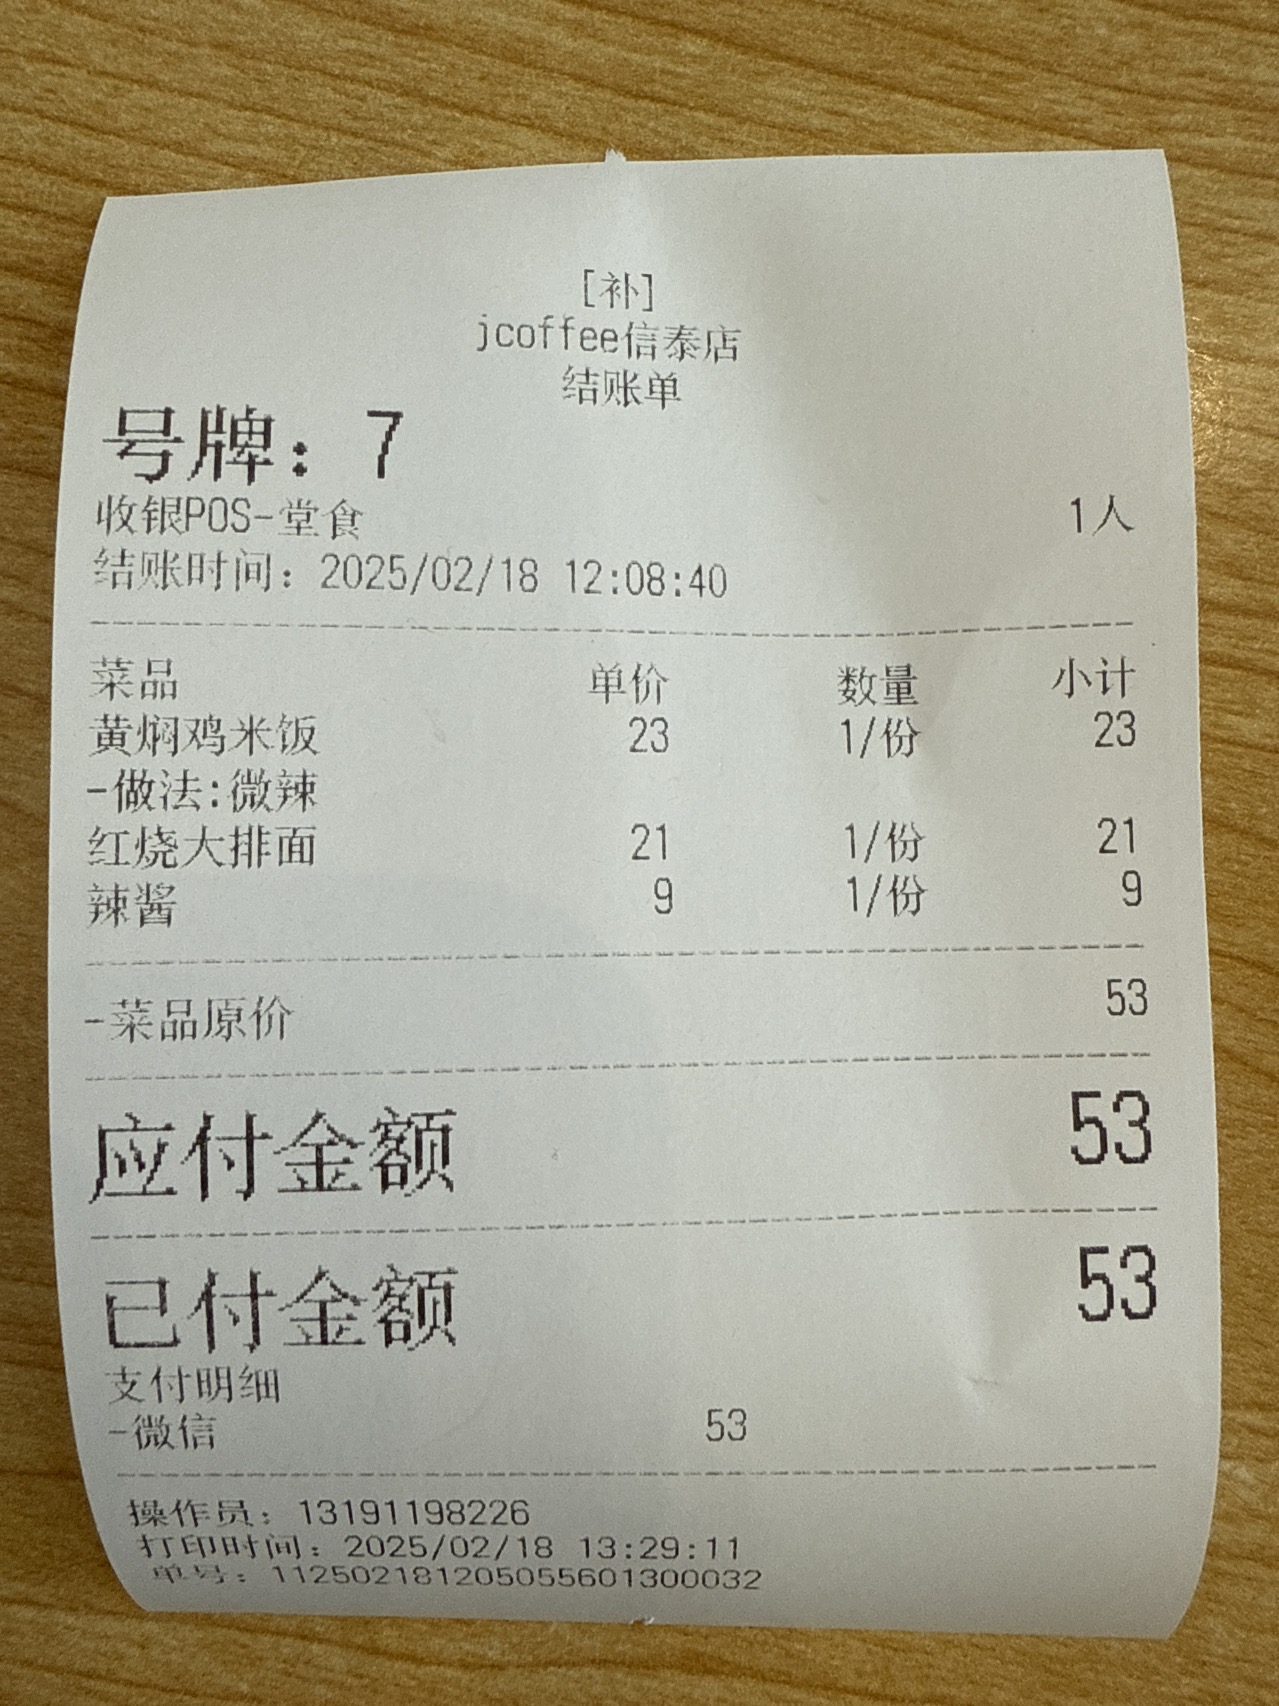 [补]
jcoffee信泰店
结账单
号牌：7
收银POS-堂食 1人
结账时间：2025/02/18 12:08:40
菜品 单价 数量 小计
黄焖鸡米饭 23 1/份 23
-做法:微辣
红烧大排面 21 1/份 21
辣酱 9 1/份 9
-菜品原价 53
应付金额 53
已付金额 53
支付明细
-微信 53
操作员：13191198226
打印时间：2025/02/18 13:29:11
单号：11250218120505560130​0032